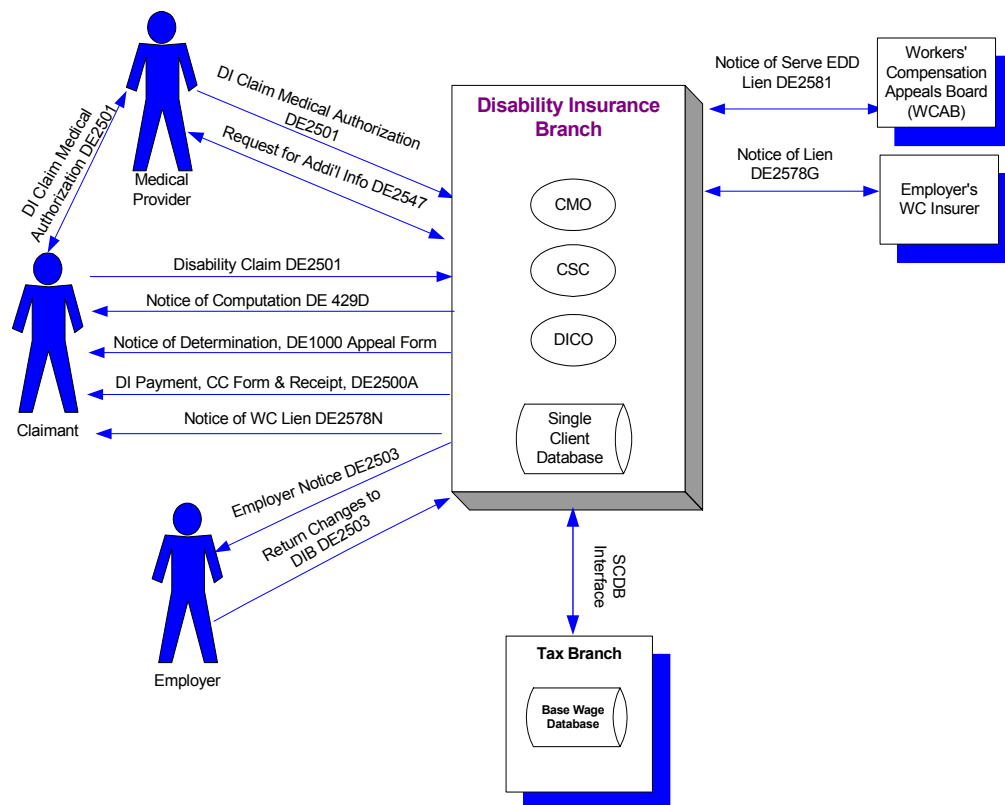 DI Claim Medical Authorization
DE2501
Request for Addi'l Info DE2547
DI Claim Medical
Authorization DE2501
Medical
Provider
Disability Claim DE2501
Notice of Computation DE 429D
Notice of Determination, DE1000 Appeal Form
DI Payment, CC Form & Receipt, DE2500A
Notice of WC Lien DE2578N
Claimant
Employer Notice DE2503
Return Changes to
DIB DE2503
Employer
Disability Insurance
Branch
CMO
CSC
DICO
Single
Client
Database
Notice of Serve EDD
Lien DE2581
Workers'
Compensation
Appeals Board
(WCAB)
Notice of Lien
DE2578G
Employer's
WC Insurer
SCDB
Interface
Tax Branch
Base Wage
Database